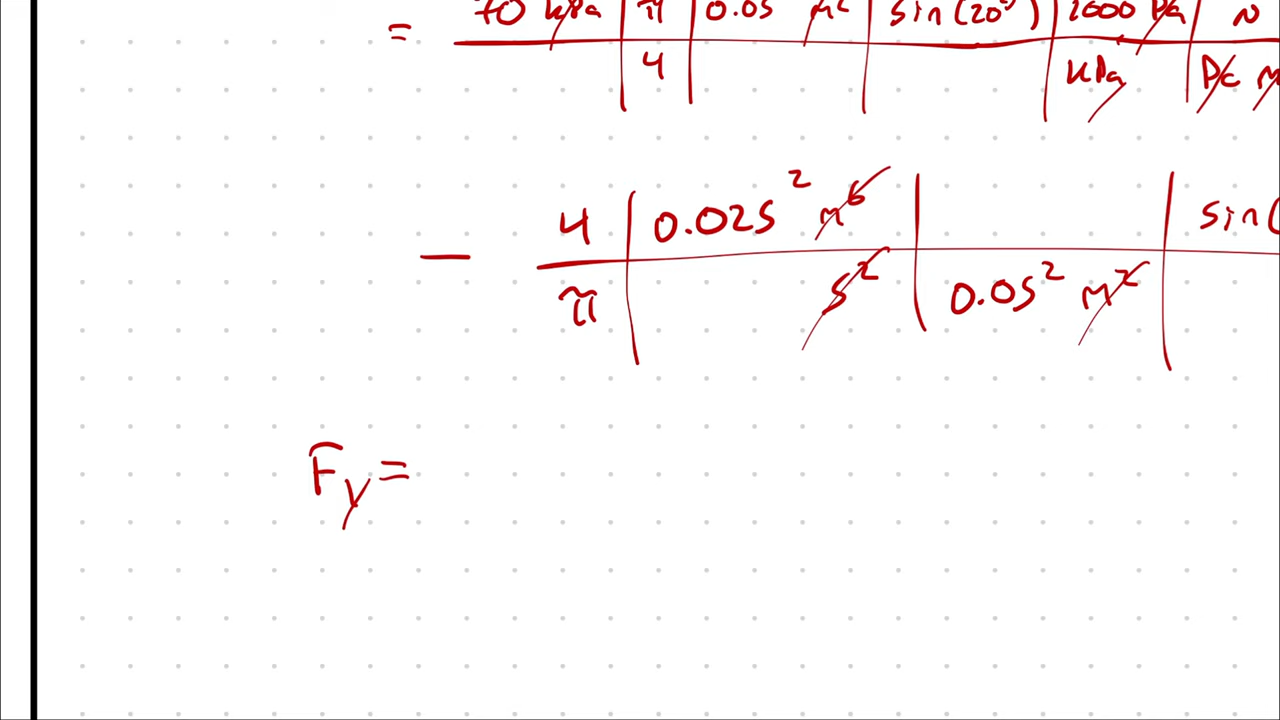 = 70 kPa | π | 0.05 m² | sin(20°) | 1000 Pa | N
4 | kPa | Pa m
— 4 | 0.025² m⁶ | | sin(
π | s² | 0.05² m² |
Fy =